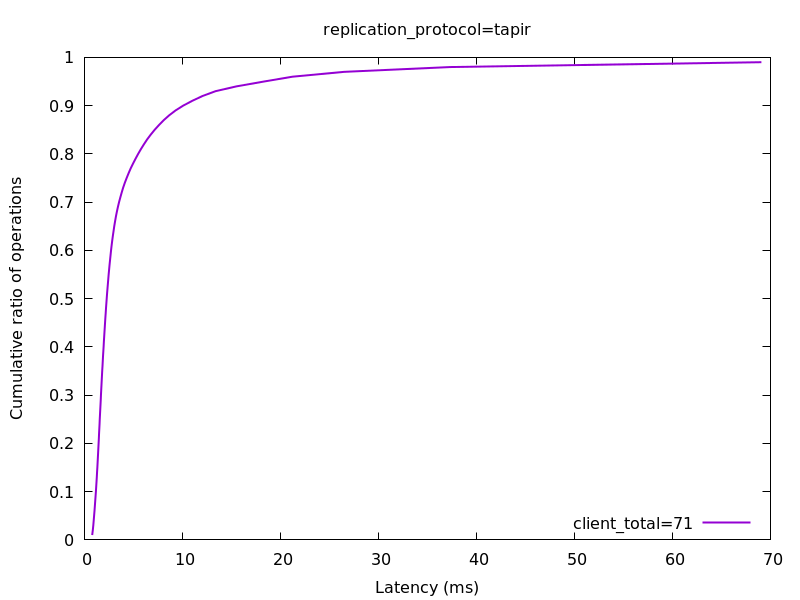 replication_protocol=tapir
1
0.9
0.8
0.7
0.6
0.5
0.4
0.3
0.2
0.1
0
Cumulative ratio of operations
client_total=71
0 10 20 30 40 50 60 70
Latency (ms)